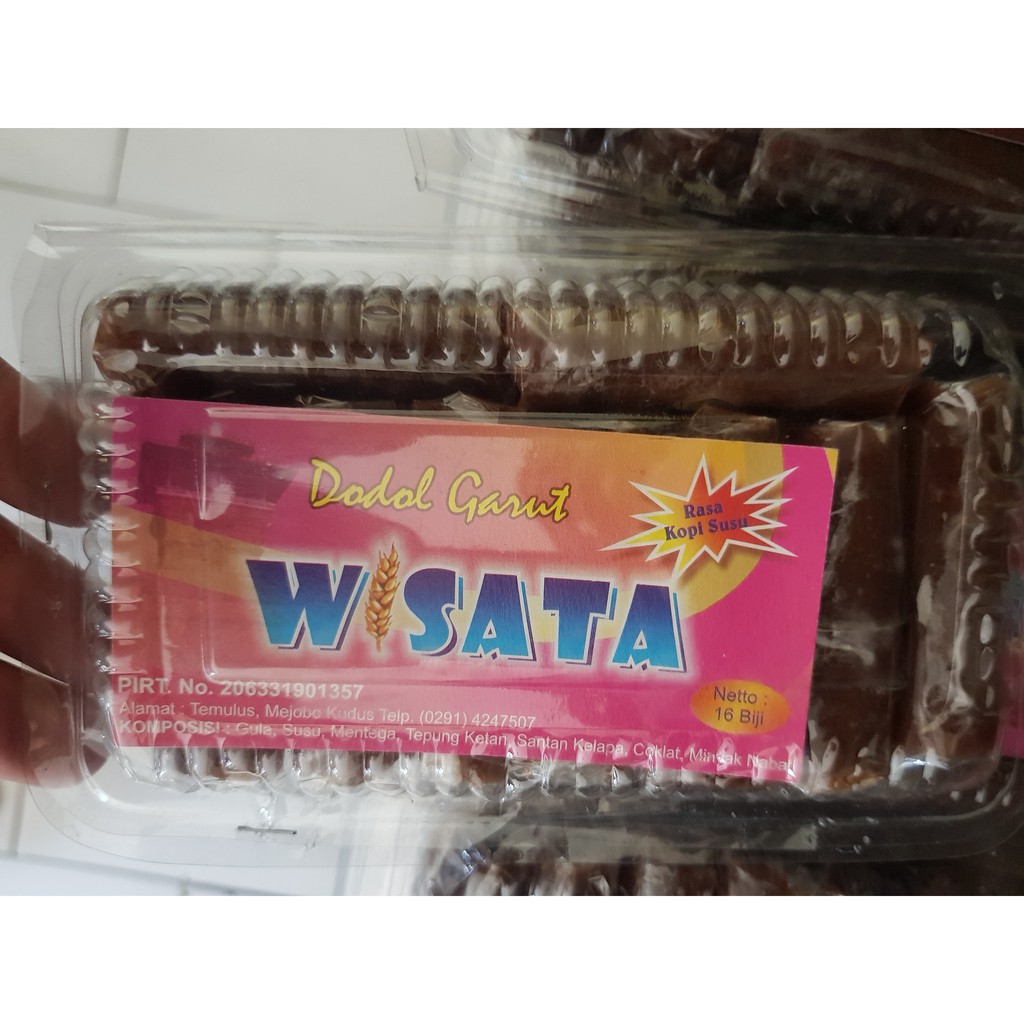 Dodol Garut
Rasa
Kopi Susu
WISATA
PIRT. No. 206331901357
Alamat : Temulus, Mejobo Kudus Telp. (0291) 4247507
KOMPOSISI : Gula, Susu, Mentega, Tepung Ketan, Santan Kelapa, Coklat, Minyak Nabati
Netto :
16 Biji